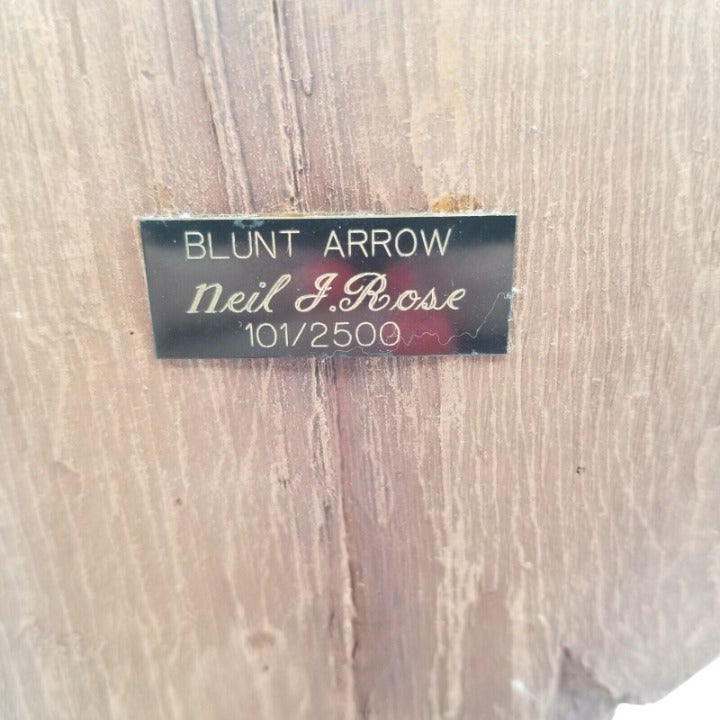 BLUNT ARROW
Neil J. Rose
101/2500